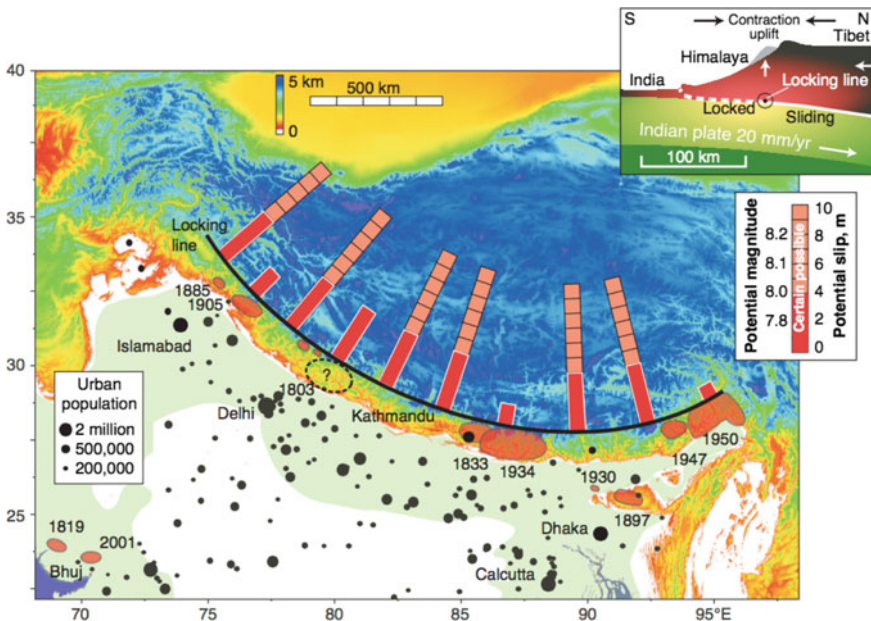 S
Contraction
uplift
N
Tibet
Himalaya
India
Locking line
Locked
Sliding
Indian plate 20 mm/yr
100 km
40
35
30
25
5 km
0
500 km
Locking
line
1885
1905
Islamabad
?
1803
Delhi
Kathmandu
1833
1934
1930
1947
1950
1897
Dhaka
Calcutta
1819
2001
Bhuj
Urban
population
2 million
500,000
200,000
Potential magnitude
8.2
8.1
8.0
7.8
Certain possible
10
8
6
4
2
0
Potential slip, m
70
75
80
85
90
95°E